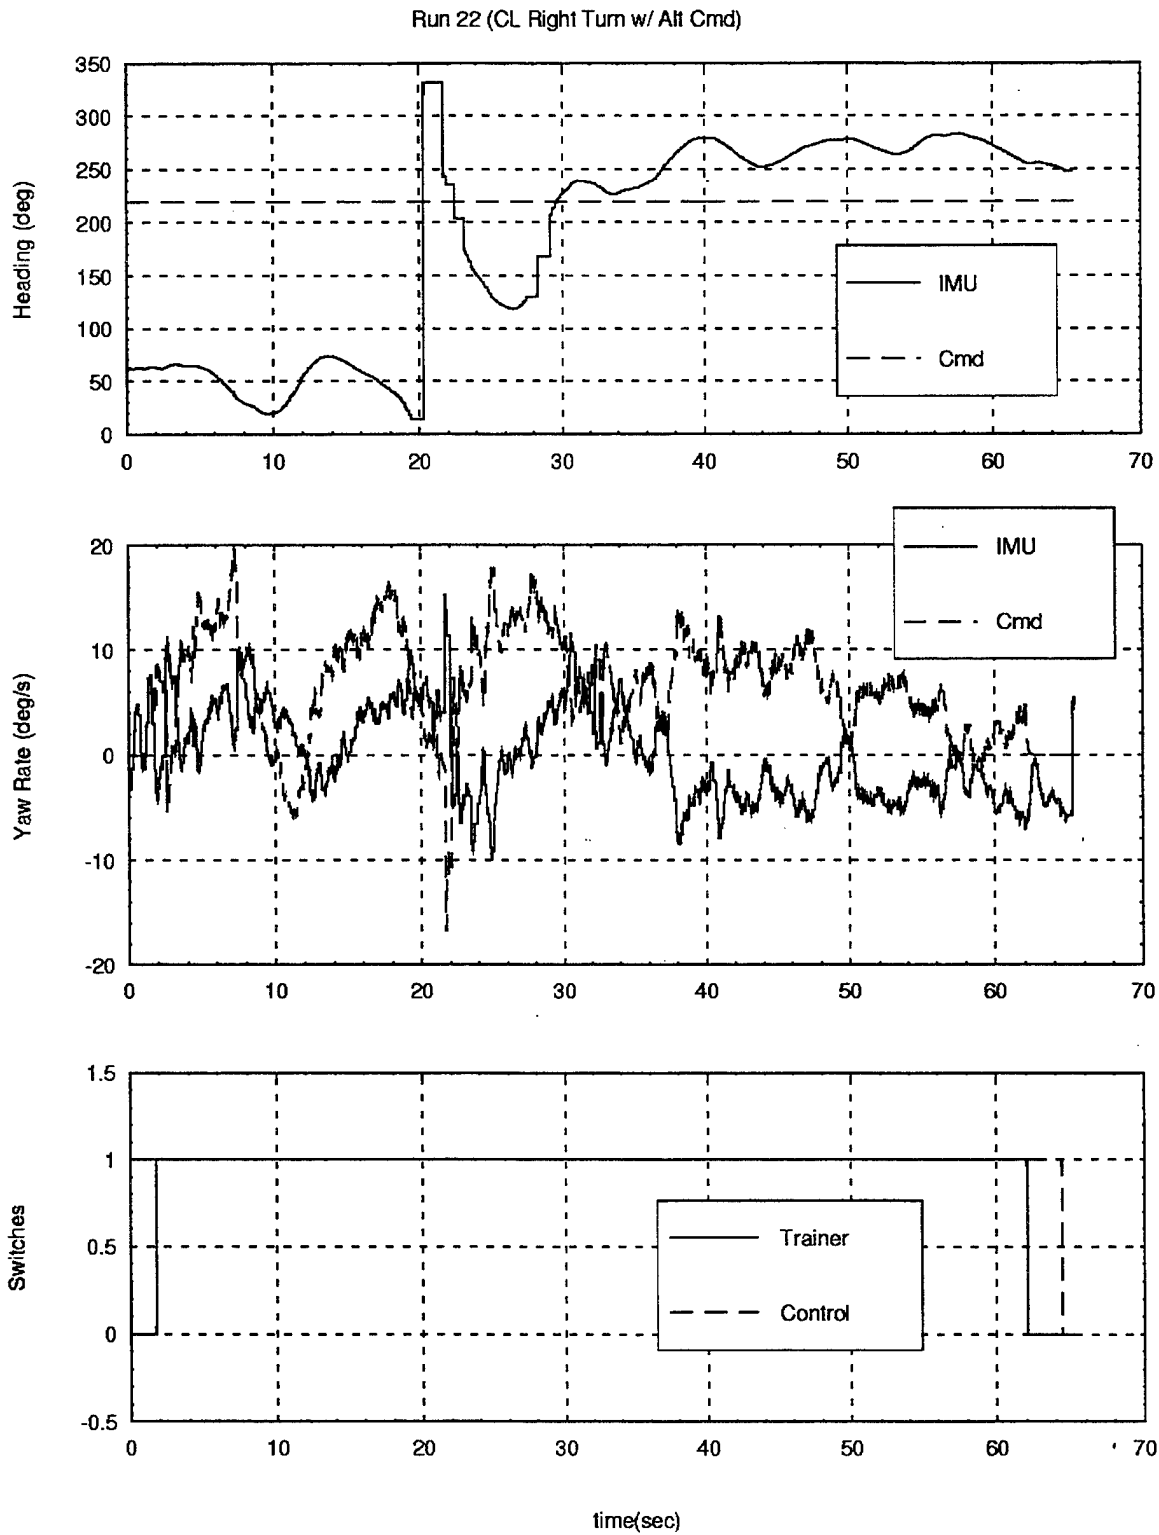 Run 22 (CL Right Turn w/ Alt Cmd)
350
300
250
200
150
100
50
0
Heading (deg)
IMU
Cmd
0 10 20 30 40 50 60 70
20
10
0
-10
-20
Yaw Rate (deg/s)
IMU
Cmd
0 10 20 30 40 50 60 70
1.5
1
0.5
0
-0.5
Switches
Trainer
Control
0 10 20 30 40 50 60 70
time(sec)